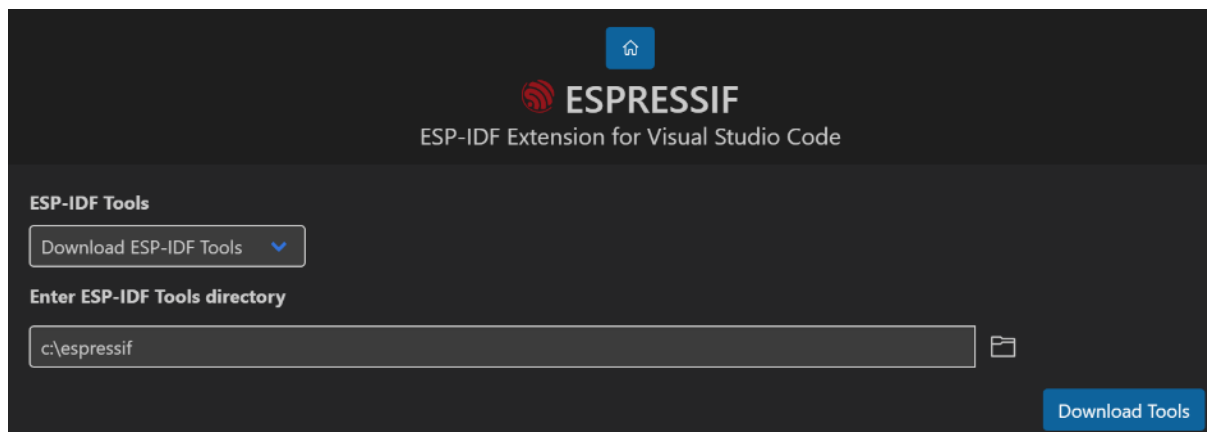 ESPRESSIF
ESP-IDF Extension for Visual Studio Code
ESP-IDF Tools
Download ESP-IDF Tools
Enter ESP-IDF Tools directory
c:\espressif
Download Tools